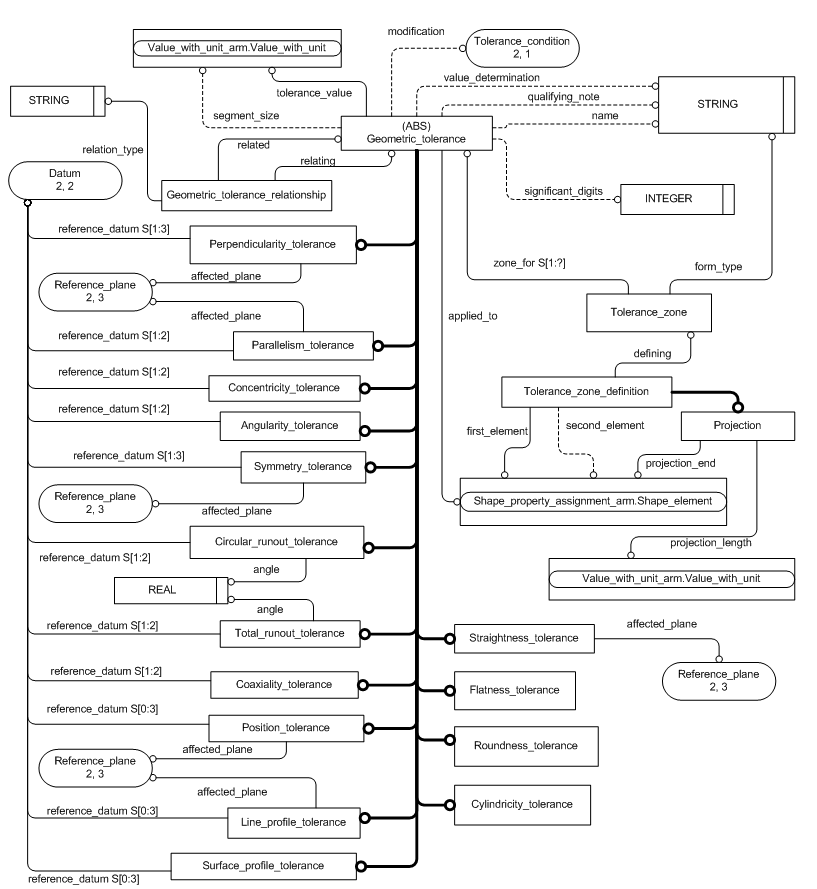 modification
Value_with_unit_arm.Value_with_unit
Tolerance_condition
2, 1
value_determination
tolerance_value
qualifying_note
STRING
STRING
segment_size
name
(ABS)
Geometric_tolerance
relation_type
related
relating
Datum
2, 2
Geometric_tolerance_relationship
significant_digits
INTEGER
reference_datum S[1:3]
Perpendicularity_tolerance
zone_for S[1:?]
form_type
affected_plane
Reference_plane
2, 3
affected_plane
applied_to
Tolerance_zone
reference_datum S[1:2]
Parallelism_tolerance
defining
reference_datum S[1:2]
Concentricity_tolerance
Tolerance_zone_definition
reference_datum S[1:2]
Angularity_tolerance
first_element
second_element
Projection
reference_datum S[1:3]
Symmetry_tolerance
projection_end
Reference_plane
2, 3
affected_plane
Shape_property_assignment_arm.Shape_element
Circular_runout_tolerance
projection_length
reference_datum S[1:2]
angle
Value_with_unit_arm.Value_with_unit
REAL
angle
reference_datum S[1:2]
Total_runout_tolerance
Straightness_tolerance
affected_plane
reference_datum S[1:2]
Coaxiality_tolerance
Flatness_tolerance
Reference_plane
2, 3
reference_datum S[0:3]
Position_tolerance
affected_plane
Roundness_tolerance
Reference_plane
2, 3
affected_plane
reference_datum S[0:3]
Line_profile_tolerance
Cylindricity_tolerance
Surface_profile_tolerance
reference_datum S[0:3]